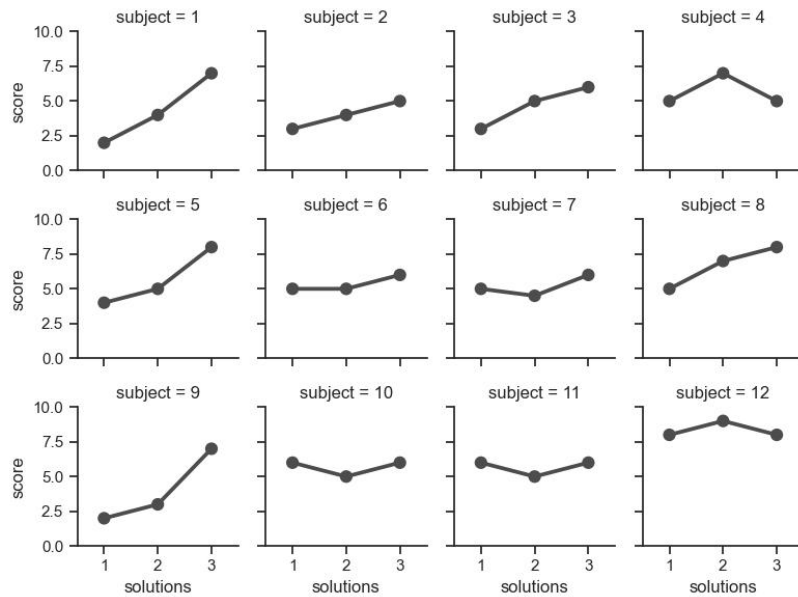 subject = 1
subject = 2
subject = 3
subject = 4
10.0
7.5
5.0
2.5
0.0
score
subject = 5
subject = 6
subject = 7
subject = 8
10.0
7.5
5.0
2.5
0.0
score
subject = 9
subject = 10
subject = 11
subject = 12
10.0
7.5
5.0
2.5
0.0
score
1 2 3
1 2 3
1 2 3
1 2 3
solutions
solutions
solutions
solutions